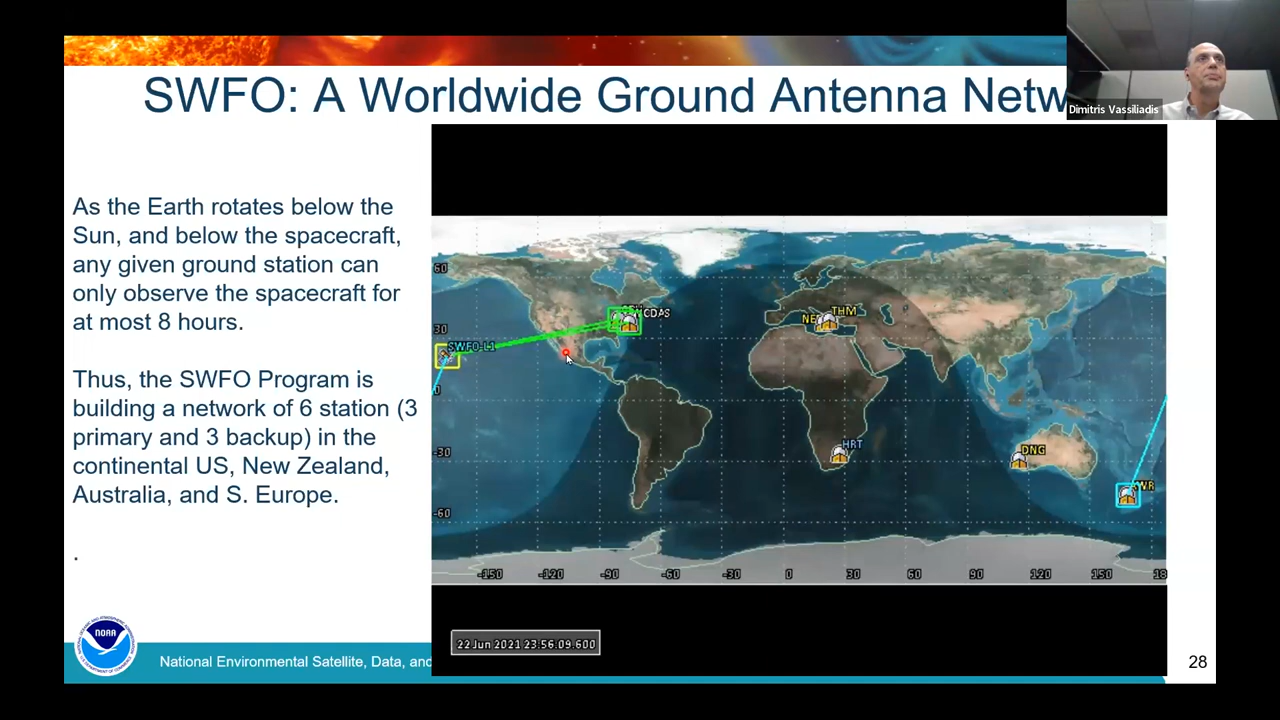 SWFO: A Worldwide Ground Antenna Netw
Dimitris Vassiliadis
As the Earth rotates below the
Sun, and below the spacecraft,
any given ground station can
only observe the spacecraft for
at most 8 hours.
Thus, the SWFO Program is
building a network of 6 station (3
primary and 3 backup) in the
continental US, New Zealand,
Australia, and S. Europe.
.
60
30
0
-30
-60
SWFO-L1
CDAS
NE
THM
HRT
DNG
-150 -120 -90 -60 -30 0 30 60 90 120 150 18
22 Jun 2021 23:56:09.600
NOAA
National Environmental Satellite, Data, and
28